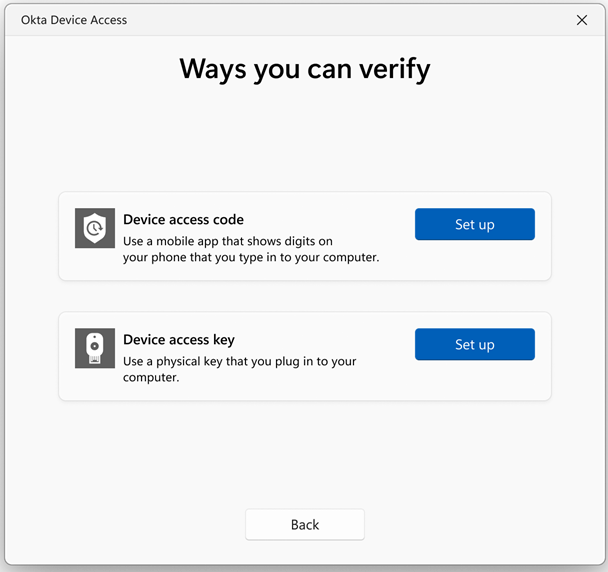 Okta Device Access
Ways you can verify
Device access code
Use a mobile app that shows digits on
your phone that you type in to your computer.
Set up
Device access key
Use a physical key that you plug in to your
computer.
Set up
Back